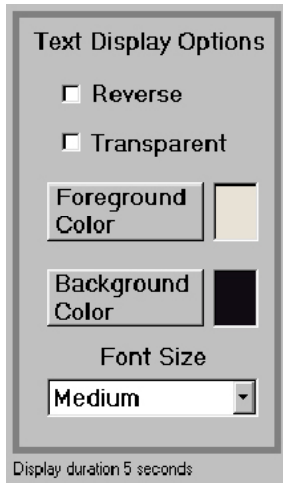 Text Display Options
Reverse
Transparent
Foreground
Color
Background
Color
Font Size
Medium
Display duration 5 seconds